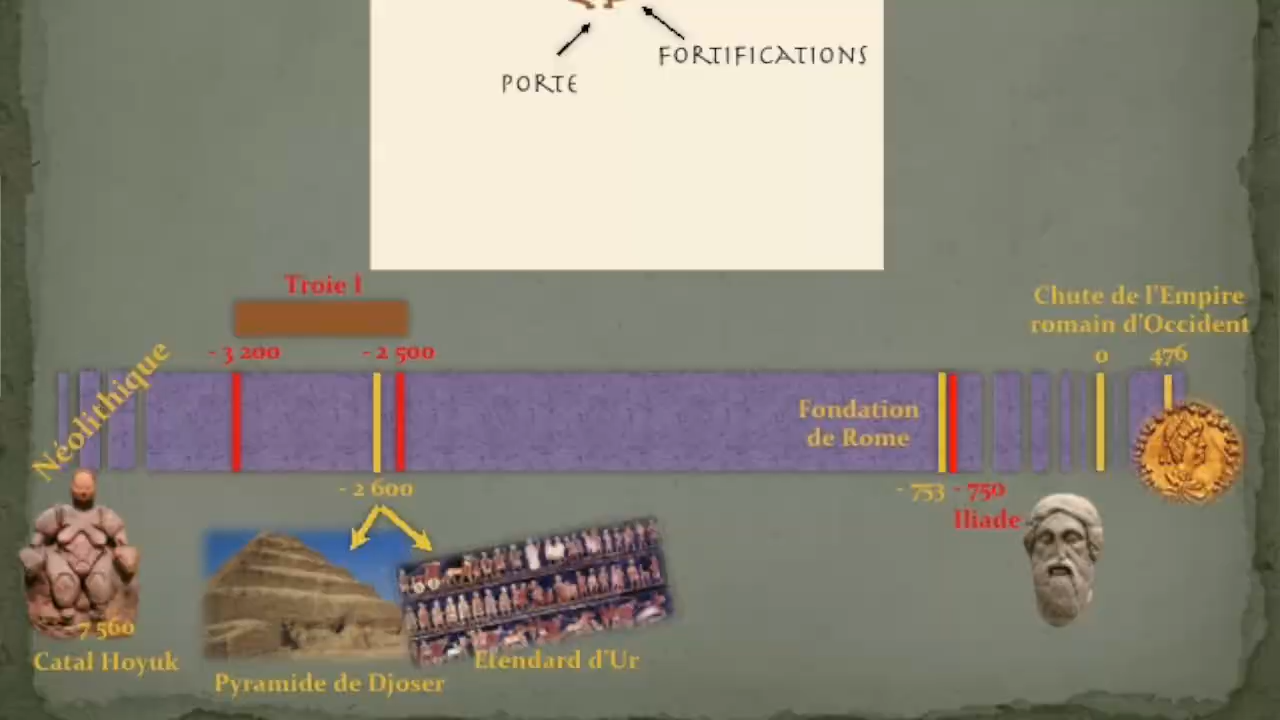 FORTIFICATIONS
PORTE
Troie I
Chute de l'Empire
romain d'Occident
- 3 200
- 2 500
0
476
Néolithique
Fondation
de Rome
- 2 600
- 753
- 750
Iliade
7 560
Catal Hoyuk
Etendard d'Ur
Pyramide de Djoser